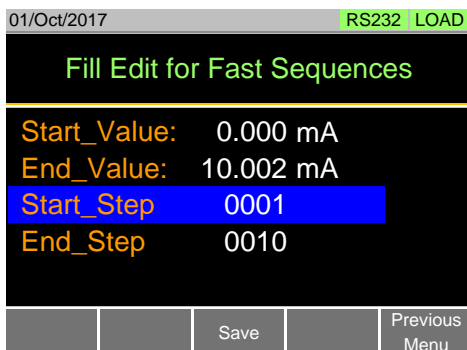 01/Oct/2017 RS232 LOAD
Fill Edit for Fast Sequences
Start_Value: 0.000 mA
End_Value: 10.002 mA
Start_Step 0001
End_Step 0010
Save Previous
Menu